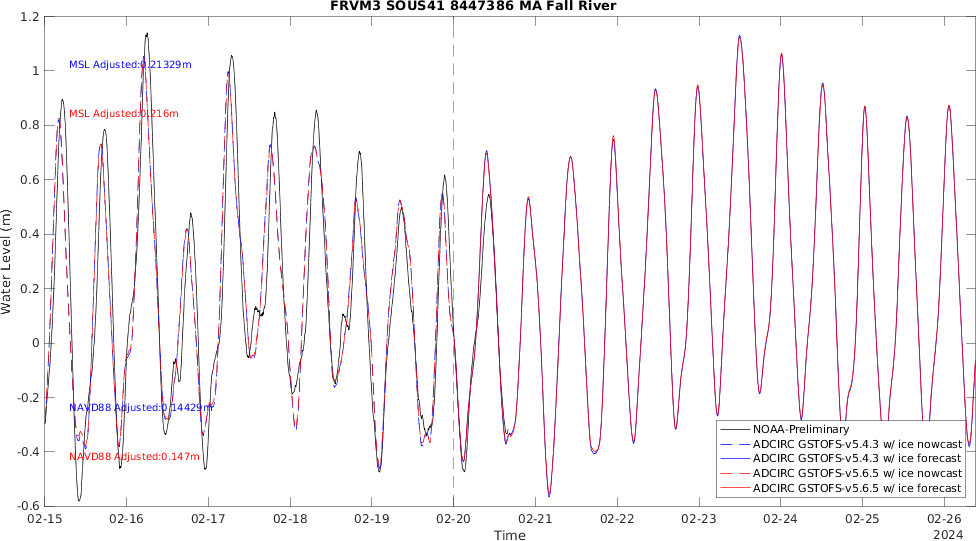 FRVM3 SOUS41 8447386 MA Fall River
1.2
1
0.8
0.6
0.4
0.2
0
-0.2
-0.4
-0.6
Water Level (m)
MSL Adjusted:0.21329m
MSL Adjusted:0.216m
NAVD88 Adjusted:0.14429m
NAVD88 Adjusted:0.147m
NOAA-Preliminary
ADCIRC GSTOFS-v5.4.3 w/ ice nowcast
ADCIRC GSTOFS-v5.4.3 w/ ice forecast
ADCIRC GSTOFS-v5.6.5 w/ ice nowcast
ADCIRC GSTOFS-v5.6.5 w/ ice forecast
02-15 02-16 02-17 02-18 02-19 02-20 02-21 02-22 02-23 02-24 02-25 02-26
Time
2024